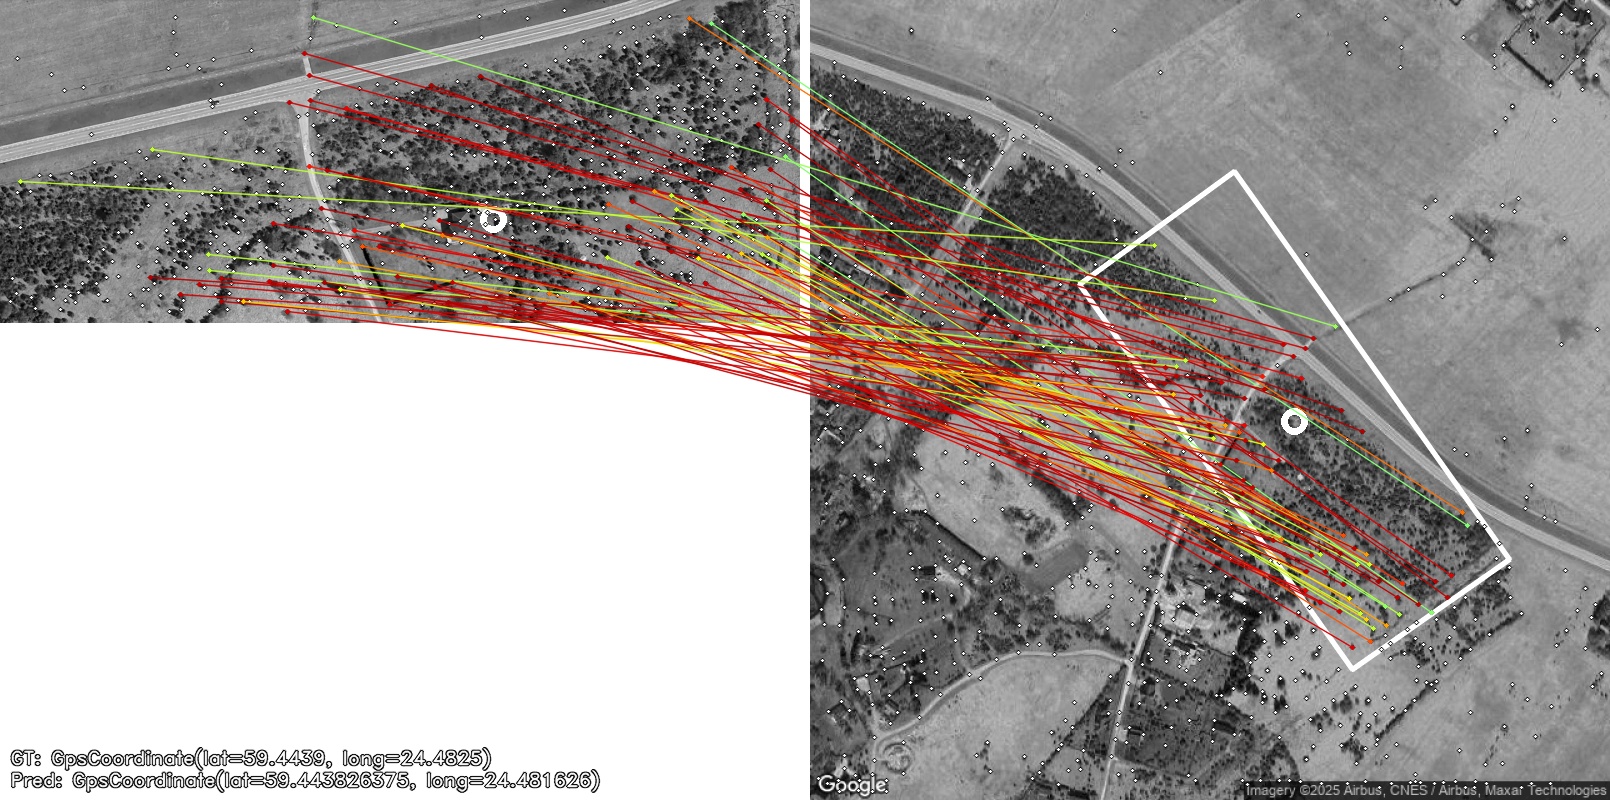 GT: GpsCoordinate(lat=59.4439, long=24.4825)
Pred: GpsCoordinate(lat=59.443826375, long=24.481626)
Google
Imagery ©2025 Airbus, CNES / Airbus, Maxar Technologies